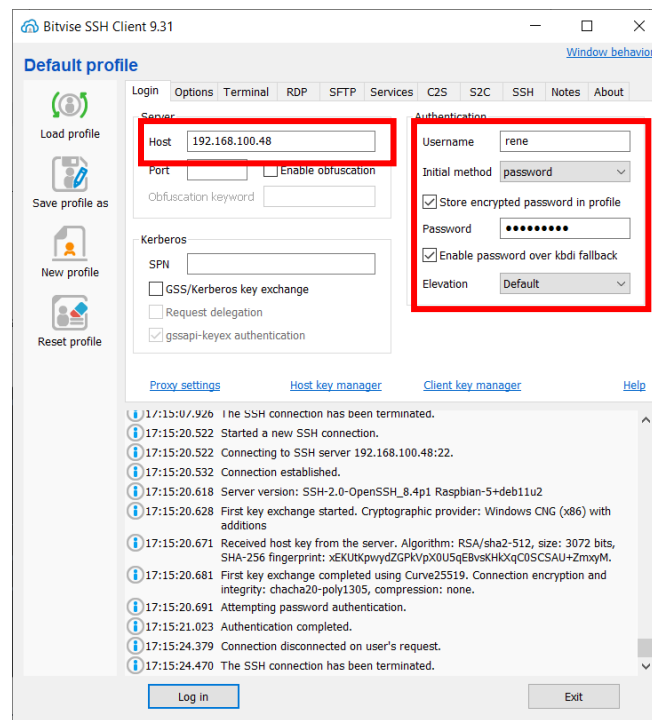 Bitvise SSH Client 9.31
Window behavior
Default profile
Load profile
Save profile as
New profile
Reset profile
Login Options Terminal RDP SFTP Services C2S S2C SSH Notes About
Server
Host 192.168.100.48
Port Enable obfuscation
Obfuscation keyword
Kerberos
SPN
GSS/Kerberos key exchange
Request delegation
gssapi-keyex authentication
Authentication
Username rene
Initial method password
Store encrypted password in profile
Password •••••••••
Enable password over kbdi fallback
Elevation Default
Proxy settings Host key manager Client key manager Help
17:15:07.926 The SSH connection has been terminated.
17:15:20.522 Started a new SSH connection.
17:15:20.522 Connecting to SSH server 192.168.100.48:22.
17:15:20.532 Connection established.
17:15:20.618 Server version: SSH-2.0-OpenSSH_8.4p1 Raspbian-5+deb11u2
17:15:20.628 First key exchange started. Cryptographic provider: Windows CNG (x86) with
additions
17:15:20.671 Received host key from the server. Algorithm: RSA/sha2-512, size: 3072 bits,
SHA-256 fingerprint: xEKUtKpwydZGPkVpX0U5qEBvsKHkXqC0SCSAU+ZmxyM.
17:15:20.681 First key exchange completed using Curve25519. Connection encryption and
integrity: chacha20-poly1305, compression: none.
17:15:20.691 Attempting password authentication.
17:15:21.023 Authentication completed.
17:15:24.379 Connection disconnected on user's request.
17:15:24.470 The SSH connection has been terminated.
Log in Exit